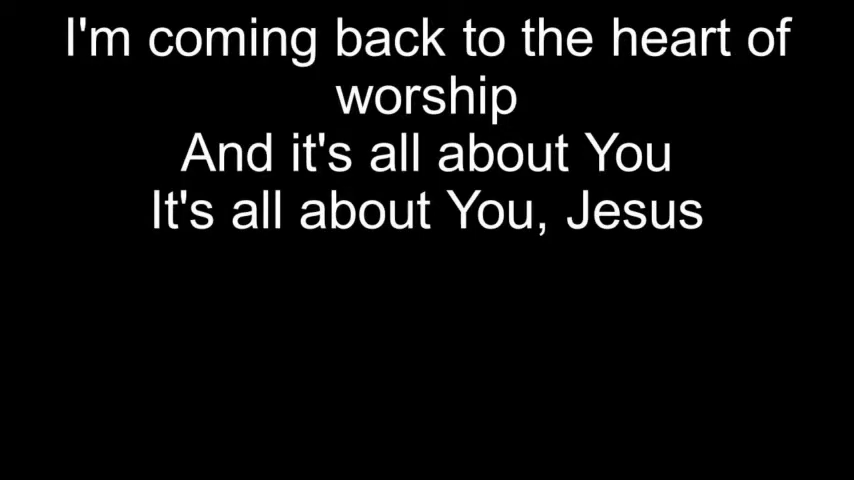 I'm coming back to the heart of
worship
And it's all about You
It's all about You, Jesus